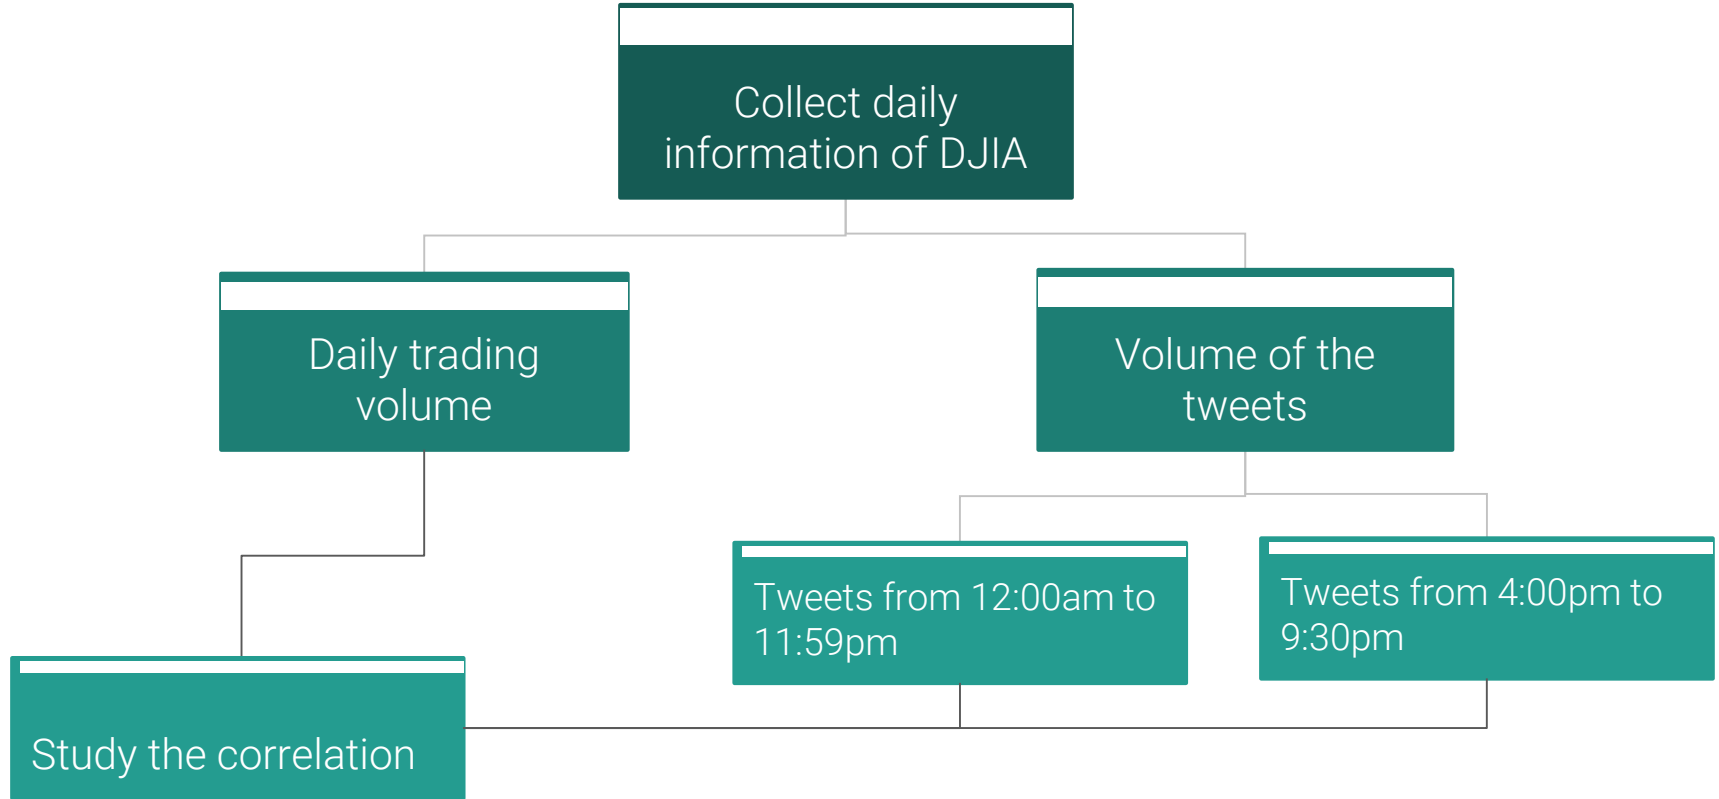 Collect daily
information of DJIA
Daily trading
volume
Volume of the
tweets
Tweets from 12:00am to
11:59pm
Tweets from 4:00pm to
9:30pm
Study the correlation